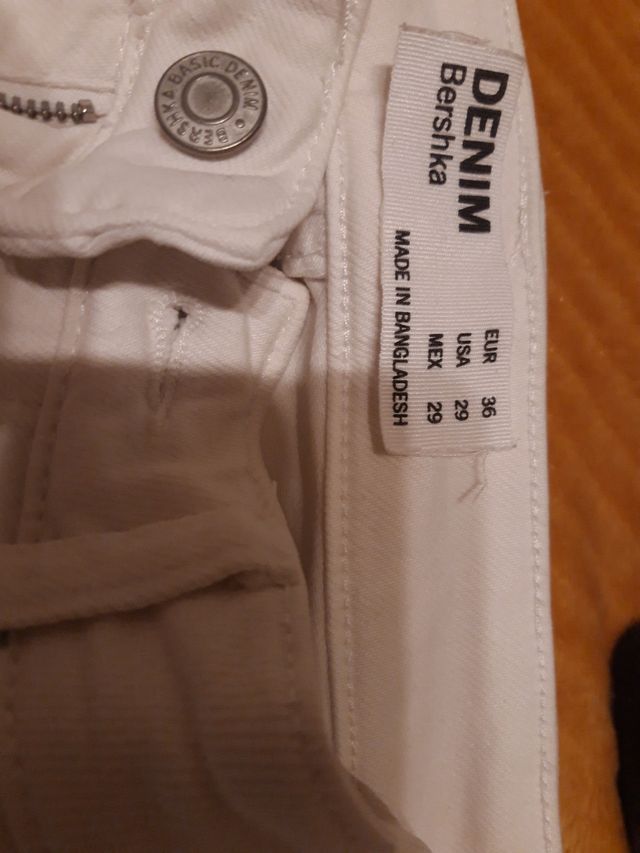 DENIM
Bershka
EUR 36
USA 29
MEX 29
MADE IN BANGLADESH
BERSHKA BASIC DENIM •